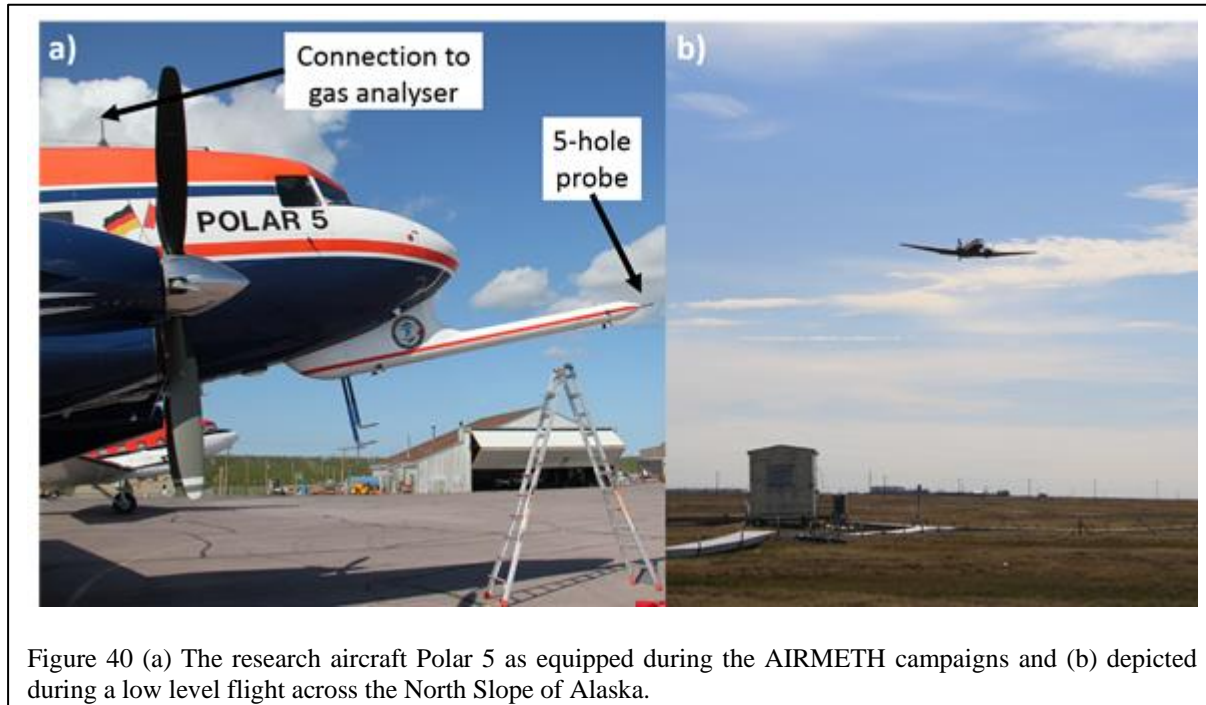 a)
Connection to
gas analyser
5-hole
probe
POLAR 5
b)
Figure 40 (a) The research aircraft Polar 5 as equipped during the AIRMETH campaigns and (b) depicted
during a low level flight across the North Slope of Alaska.